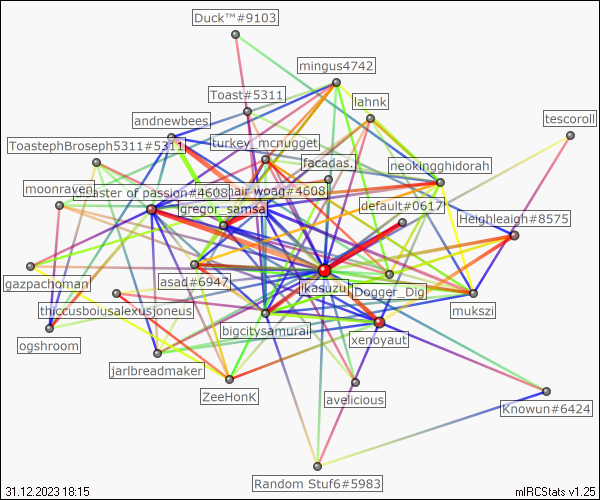 Duck™#9103
mingus4742
Toast#5311
lahnk
tescoroll
andnewbees
turkey_mcnugget
ToastephBroseph5311#5311
facadas.
neokingghidorah
moonraven
aster of passion#4608
air woag#4608
gregor_samsa
default#0617
Heighleaigh#8575
gazpachoman
asad#6947
ikasuzu
Dogger_Dig
thiccusboiusalexusjoneus
mukszi
bigcitysamurai
ogshroom
xenoyaut
jarlbreadmaker
ZeeHonK
avelicious
Knowun#6424
Random Stuf6#5983
31.12.2023 18:15
mIRCStats v1.25